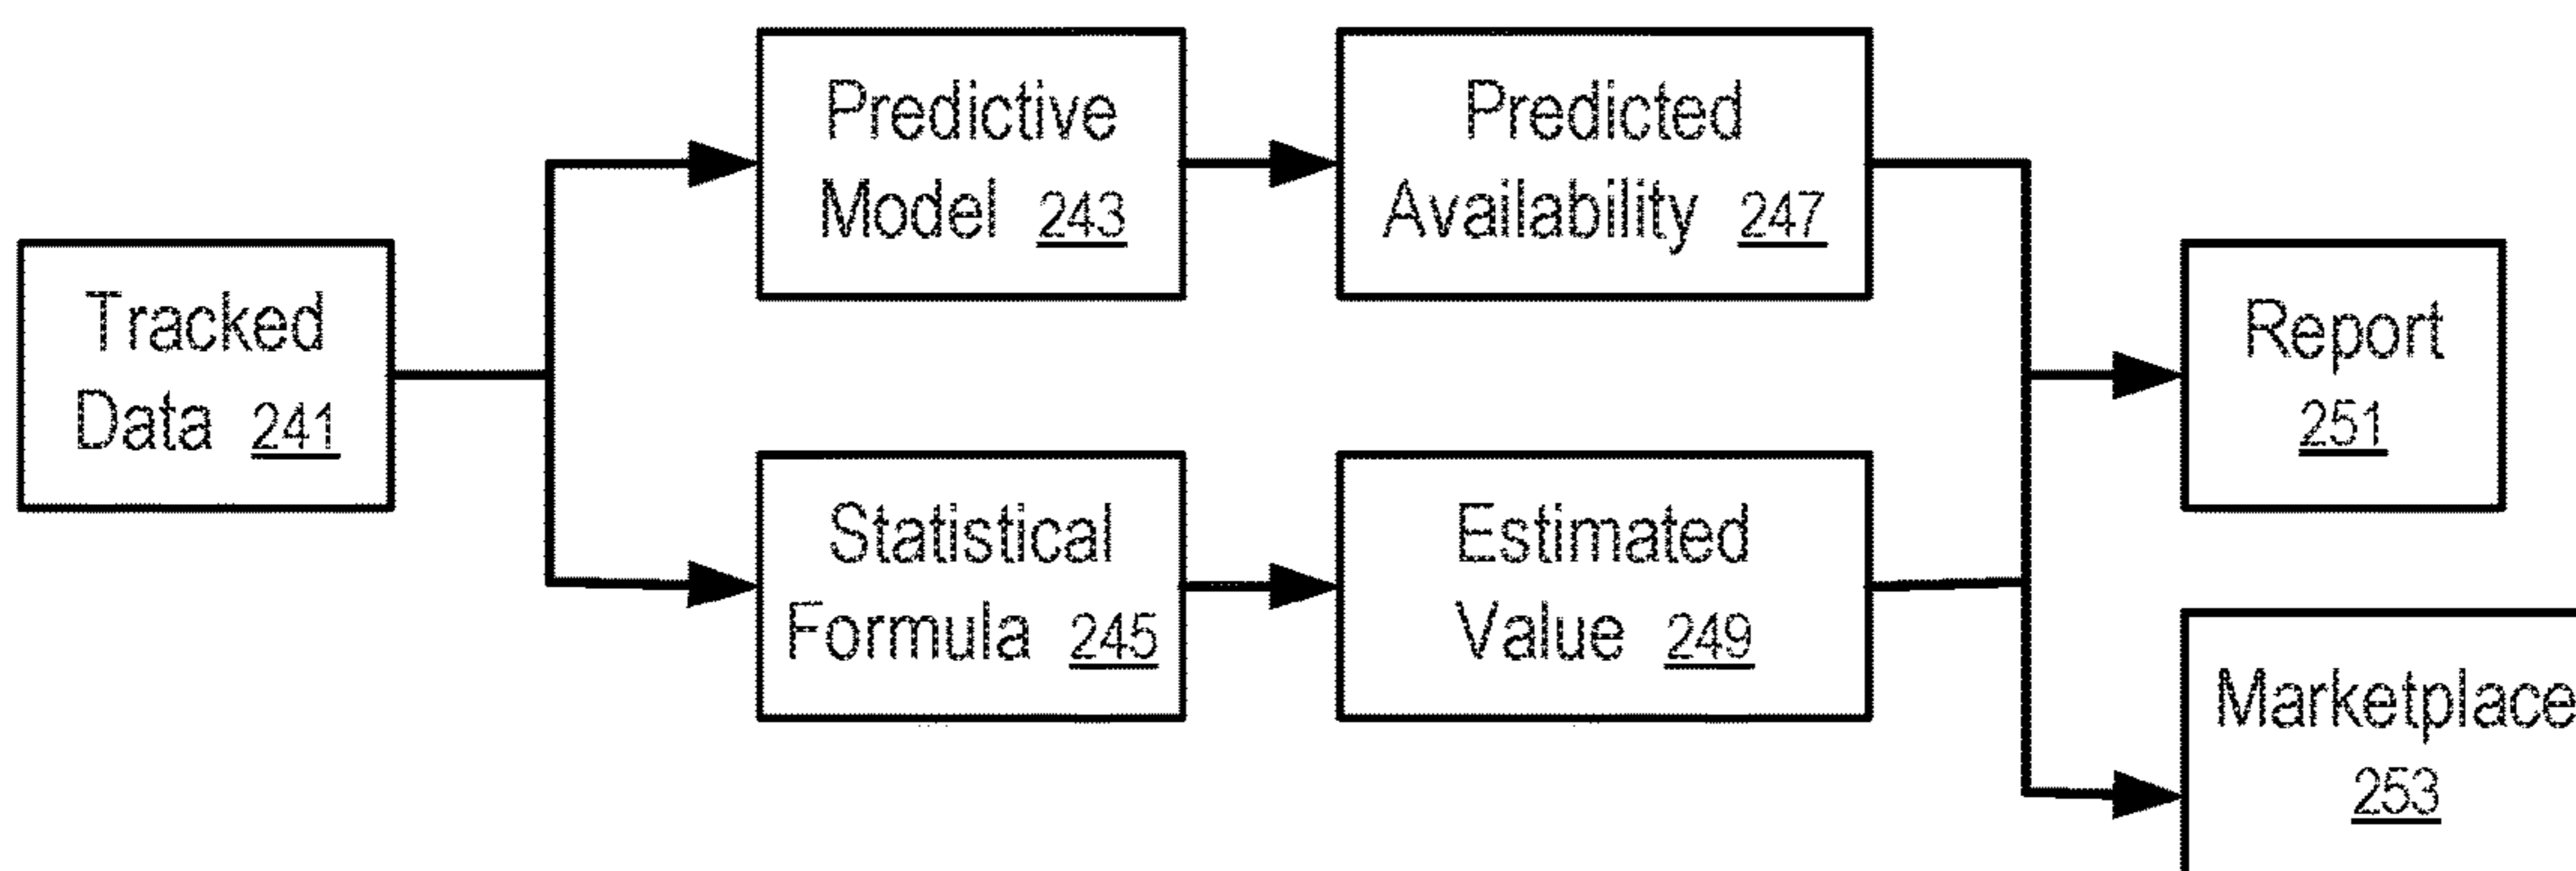 Tracked
Data 241
Predictive
Model 243
Statistical
Formula 245
Predicted
Availability 247
Estimated
Value 249
Report
251
Marketplace
253